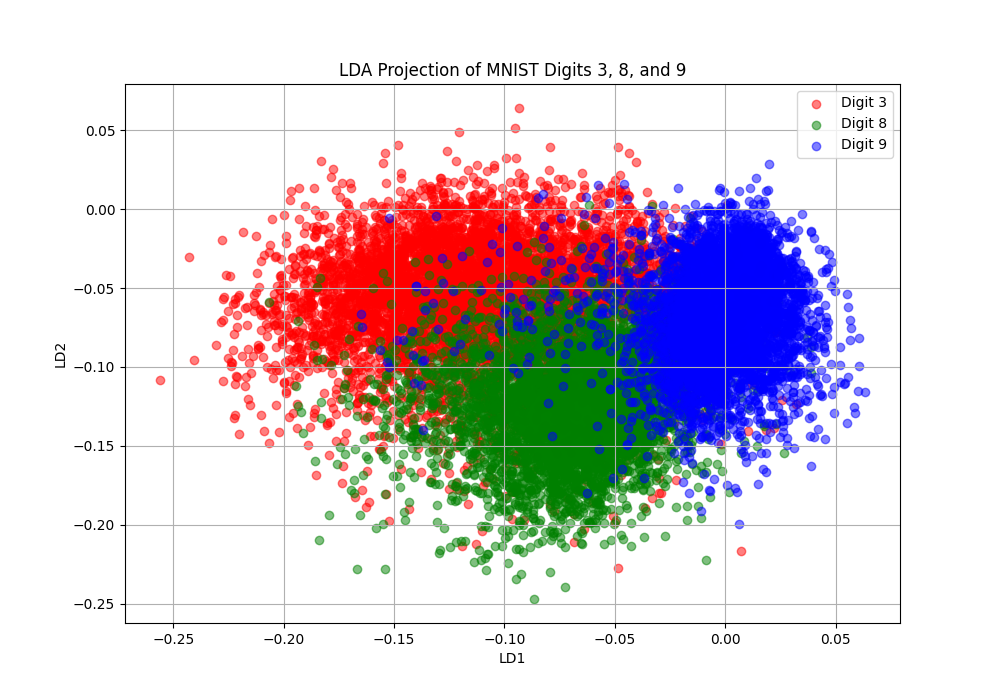 LDA Projection of MNIST Digits 3, 8, and 9
Digit 3
Digit 8
Digit 9
LD2
0.05
0.00
−0.05
−0.10
−0.15
−0.20
−0.25
−0.25
−0.20
−0.15
−0.10
−0.05
0.00
0.05
LD1